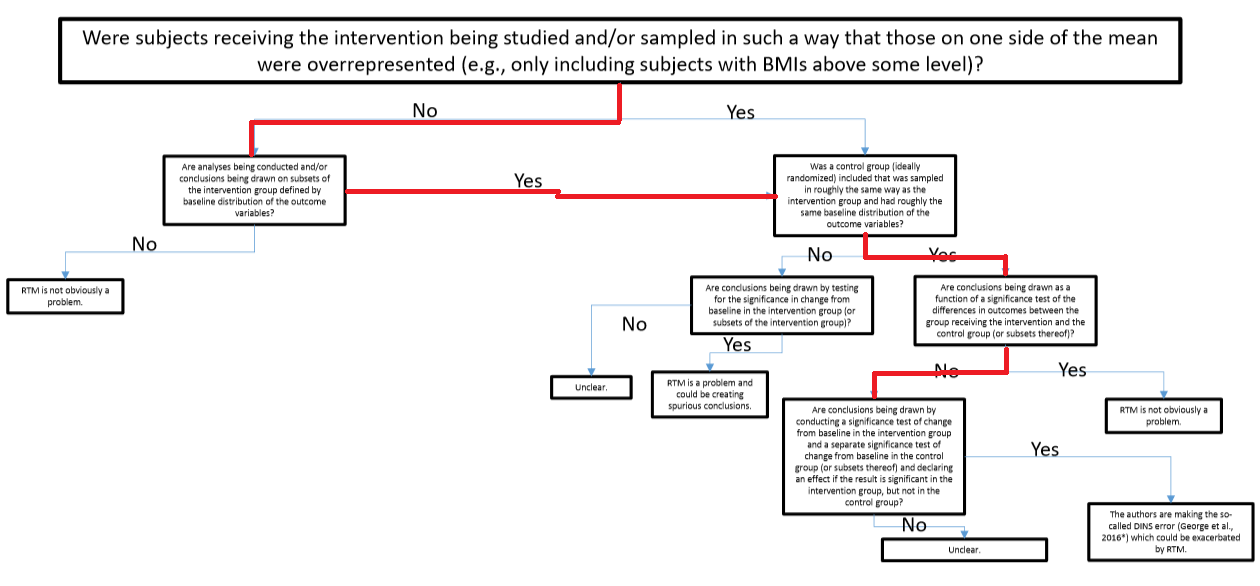 Were subjects receiving the intervention being studied and/or sampled in such a way that those on one side of the mean
were overrepresented (e.g., only including subjects with BMIs above some level)?
No
Yes
Are analyses being conducted and/or
conclusions being drawn on subsets of
the intervention group defined by
baseline distribution of the outcome
variables?
Yes
Was a control group (ideally
randomized) included that was sampled
in roughly the same way as the
intervention group and had roughly the
same baseline distribution of the
outcome variables?
No
RTM is not obviously a
problem.
No
Yes
Are conclusions being drawn by testing
for the significance in change from
baseline in the intervention group (or
subsets of the intervention group)?
Are conclusions being drawn as a
function of a significance test of the
differences in outcomes between the
group receiving the intervention and the
control group (or subsets thereof)?
No
Yes
Unclear.
RTM is a problem and
could be creating
spurious conclusions.
No
Yes
RTM is not obviously a
problem.
Are conclusions being drawn by
conducting a significance test of change
from baseline in the intervention group
and a separate significance test of
change from baseline in the control
group (or subsets thereof) and declaring
an effect if the result is significant in the
intervention group, but not in the
control group?
Yes
The authors are making the so-
called DINS error (George et al.,
2016*) which could be exacerbated
by RTM.
No
Unclear.